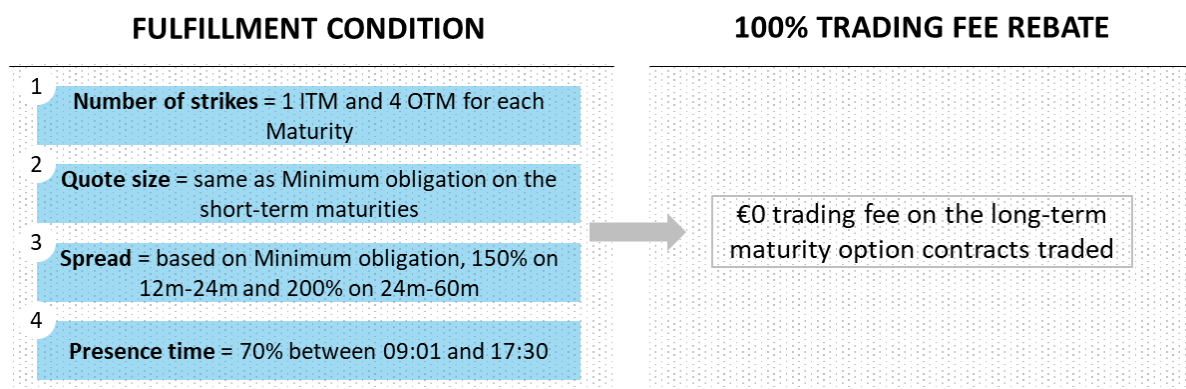 FULFILLMENT CONDITION
1
Number of strikes = 1 ITM and 4 OTM for each
Maturity
2
Quote size = same as Minimum obligation on the
short-term maturities
3
Spread = based on Minimum obligation, 150% on
12m-24m and 200% on 24m-60m
4
Presence time = 70% between 09:01 and 17:30
100% TRADING FEE REBATE
€0 trading fee on the long-term
maturity option contracts traded